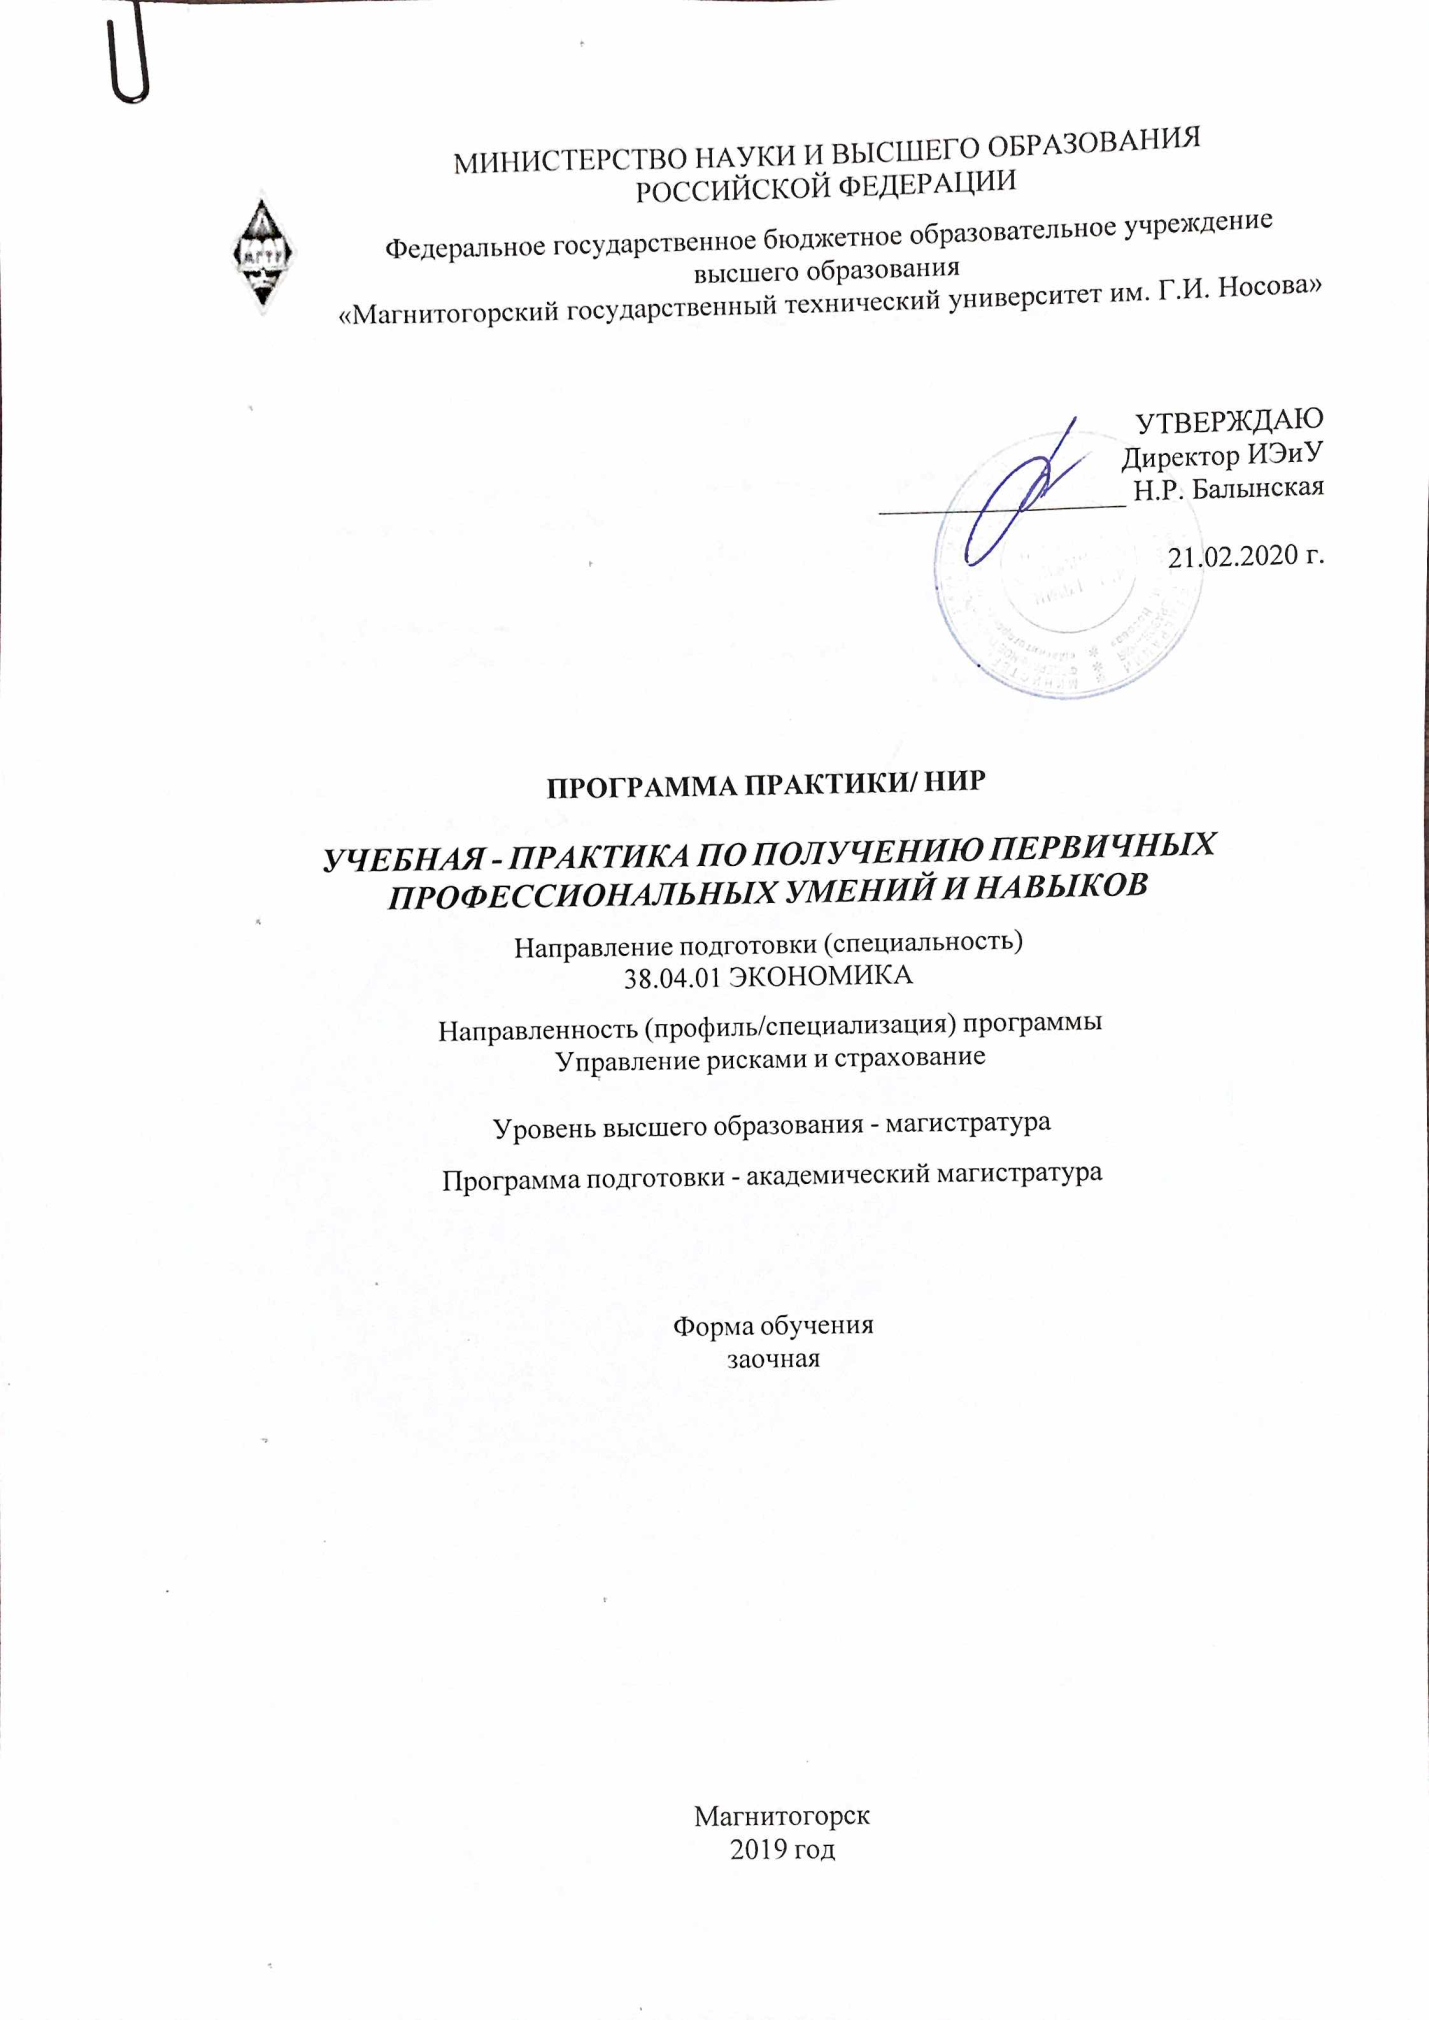 МИНИСТЕРСТВО НАУКИ И ВЫСШЕГО ОБРАЗОВАНИЯ
РОССИЙСКОЙ ФЕДЕРАЦИИ
Федеральное государственное бюджетное образовательное учреждение
высшего образования
«Магнитогорский государственный технический университет им. Г.И. Носова»
МГТУ
УТВЕРЖДАЮ
Директор ИЭиУ
Н.Р. Балынская
21.02.2020 г.
ПРОГРАММА ПРАКТИКИ/ НИР
УЧЕБНАЯ - ПРАКТИКА ПО ПОЛУЧЕНИЮ ПЕРВИЧНЫХ
ПРОФЕССИОНАЛЬНЫХ УМЕНИЙ И НАВЫКОВ
Направление подготовки (специальность)
38.04.01 ЭКОНОМИКА
Направленность (профиль/специализация) программы
Управление рисками и страхование
Уровень высшего образования - магистратура
Программа подготовки - академический магистратура
Форма обучения
заочная
Магнитогорск
2019 год